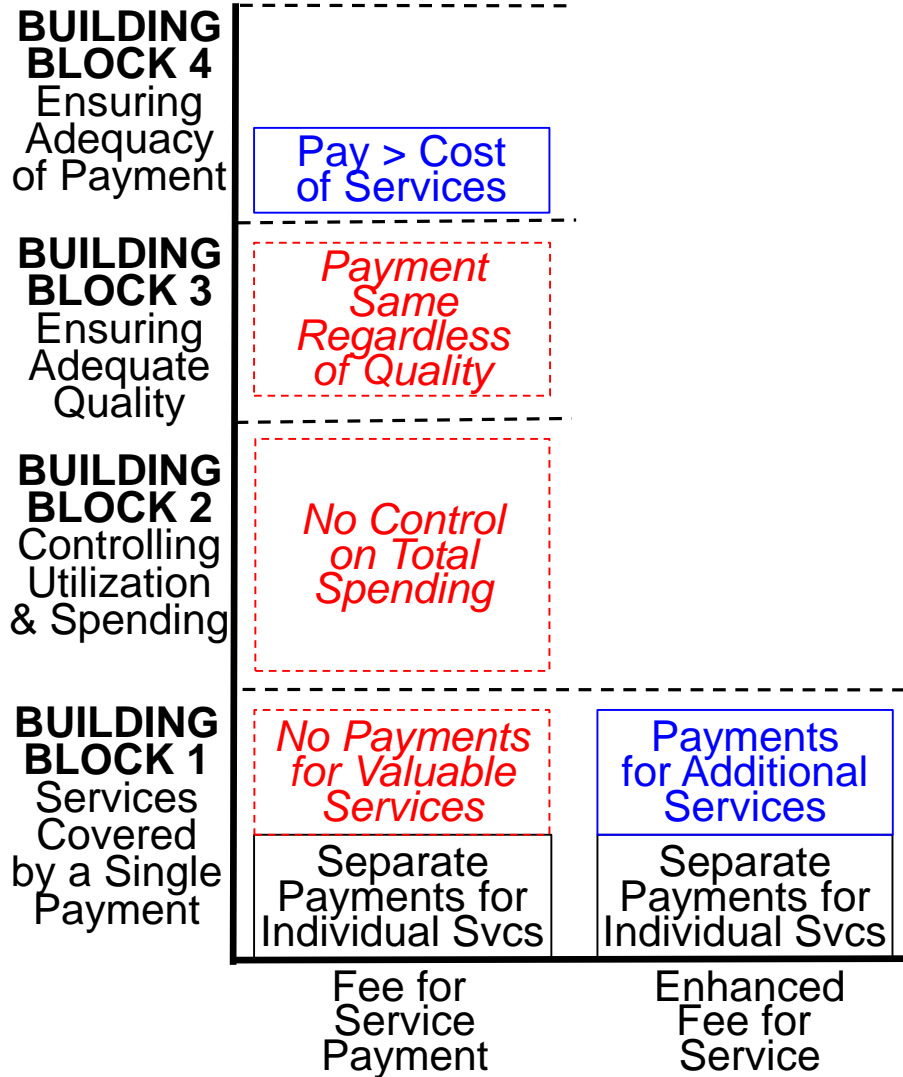 BUILDING
BLOCK 4
Ensuring
Adequacy
of Payment
Pay > Cost
of Services
BUILDING
BLOCK 3
Ensuring
Adequate
Quality
Payment
Same
Regardless
of Quality
BUILDING
BLOCK 2
Controlling
Utilization
& Spending
No Control
on Total
Spending
BUILDING
BLOCK 1
Services
Covered
by a Single
Payment
No Payments
for Valuable
Services
Separate
Payments for
Individual Svcs
Payments
for Additional
Services
Separate
Payments for
Individual Svcs
Fee for
Service
Payment
Enhanced
Fee for
Service